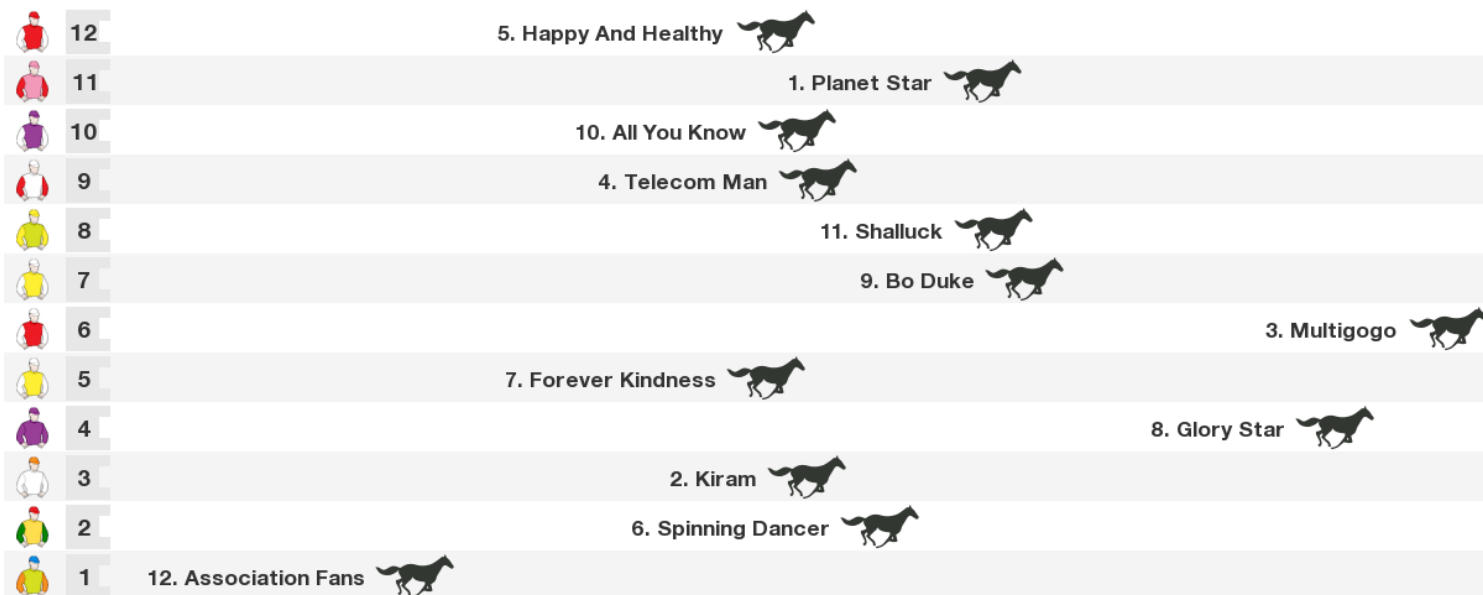 12 5. Happy And Healthy
11 1. Planet Star
10 10. All You Know
9 4. Telecom Man
8 11. Shalluck
7 9. Bo Duke
6 3. Multigogo
5 7. Forever Kindness
4 8. Glory Star
3 2. Kiram
2 6. Spinning Dancer
1 12. Association Fans